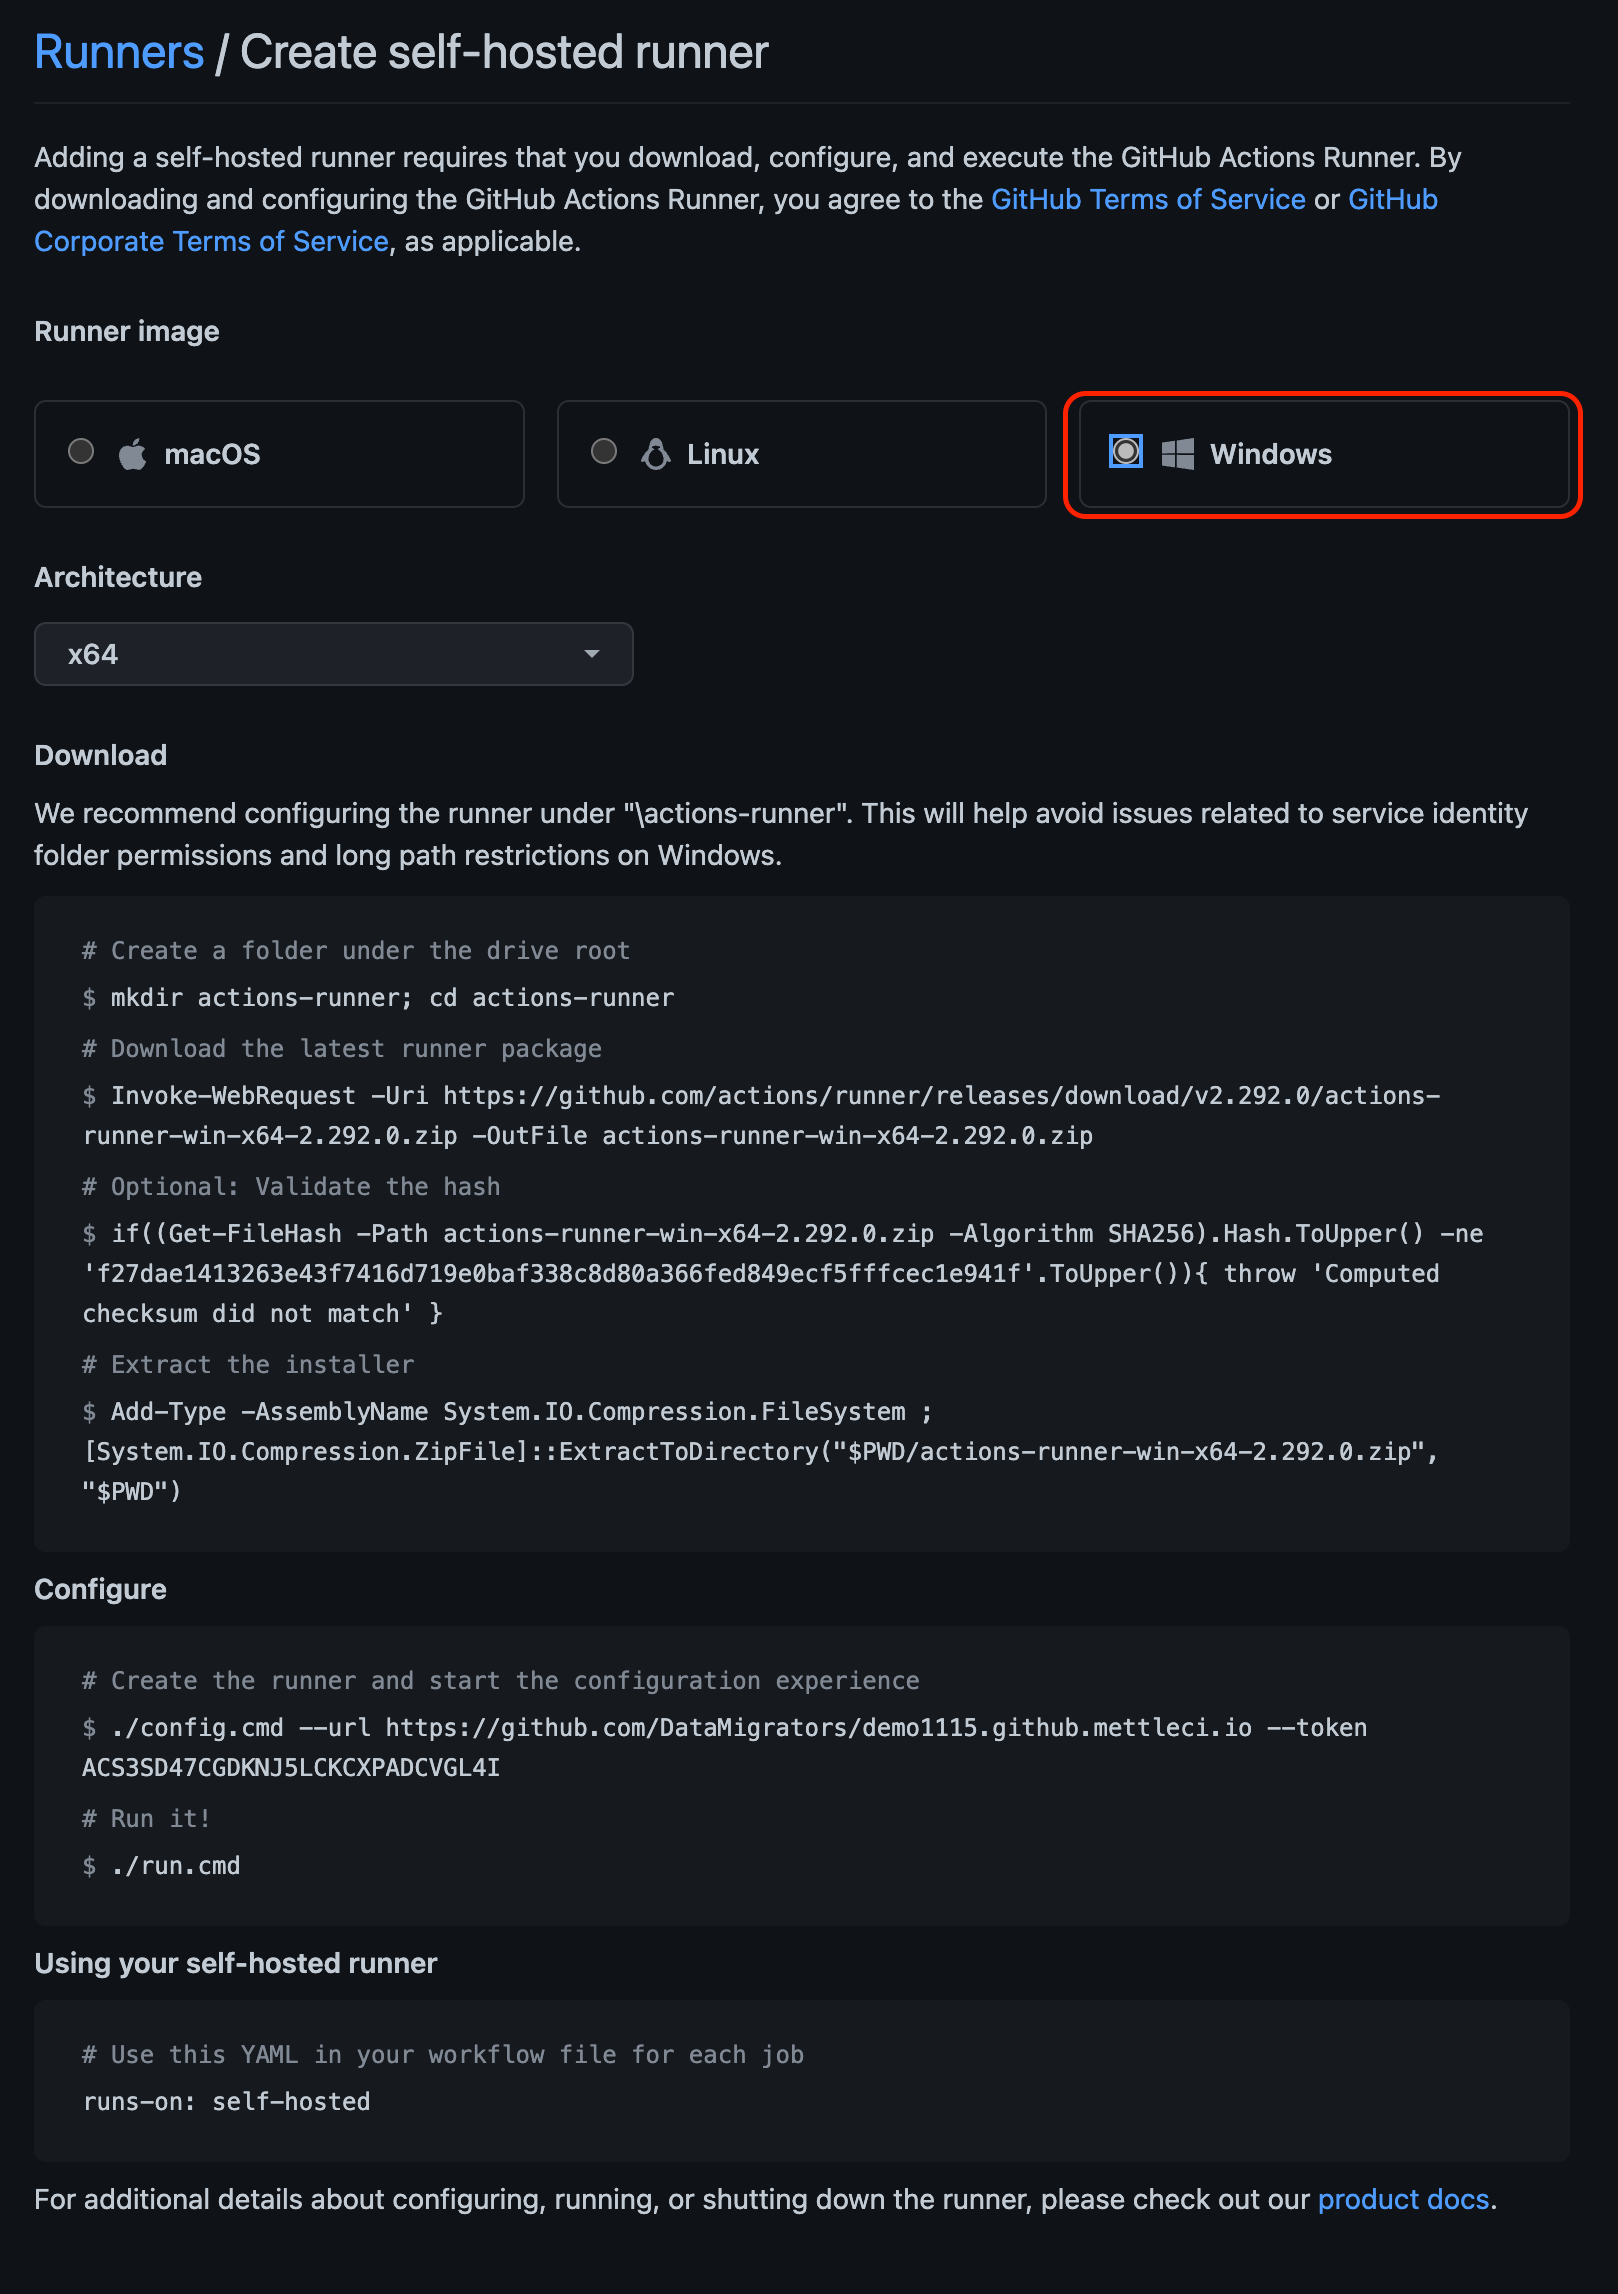 Runners / Create self-hosted runner
Adding a self-hosted runner requires that you download, configure, and execute the GitHub Actions Runner. By
downloading and configuring the GitHub Actions Runner, you agree to the GitHub Terms of Service or GitHub
Corporate Terms of Service, as applicable.
Runner image
macOS
Linux
Windows
Architecture
x64
Download
We recommend configuring the runner under "\actions-runner". This will help avoid issues related to service identity
folder permissions and long path restrictions on Windows.
# Create a folder under the drive root
$ mkdir actions-runner; cd actions-runner
# Download the latest runner package
$ Invoke-WebRequest -Uri https://github.com/actions/runner/releases/download/v2.292.0/actions-
runner-win-x64-2.292.0.zip -OutFile actions-runner-win-x64-2.292.0.zip
# Optional: Validate the hash
$ if((Get-FileHash -Path actions-runner-win-x64-2.292.0.zip -Algorithm SHA256).Hash.ToUpper() -ne
'f27dae1413263e43f7416d719e0baf338c8d80a366fed849ecf5fffcec1e941f'.ToUpper()){ throw 'Computed
checksum did not match' }
# Extract the installer
$ Add-Type -AssemblyName System.IO.Compression.FileSystem ;
[System.IO.Compression.ZipFile]::ExtractToDirectory("$PWD/actions-runner-win-x64-2.292.0.zip",
"$PWD")
Configure
# Create the runner and start the configuration experience
$ ./config.cmd --url https://github.com/DataMigrators/demo1115.github.mettleci.io --token
ACS3SD47CGDKNJ5LCKCXPADCVGL4I
# Run it!
$ ./run.cmd
Using your self-hosted runner
# Use this YAML in your workflow file for each job
runs-on: self-hosted
For additional details about configuring, running, or shutting down the runner, please check out our product docs.